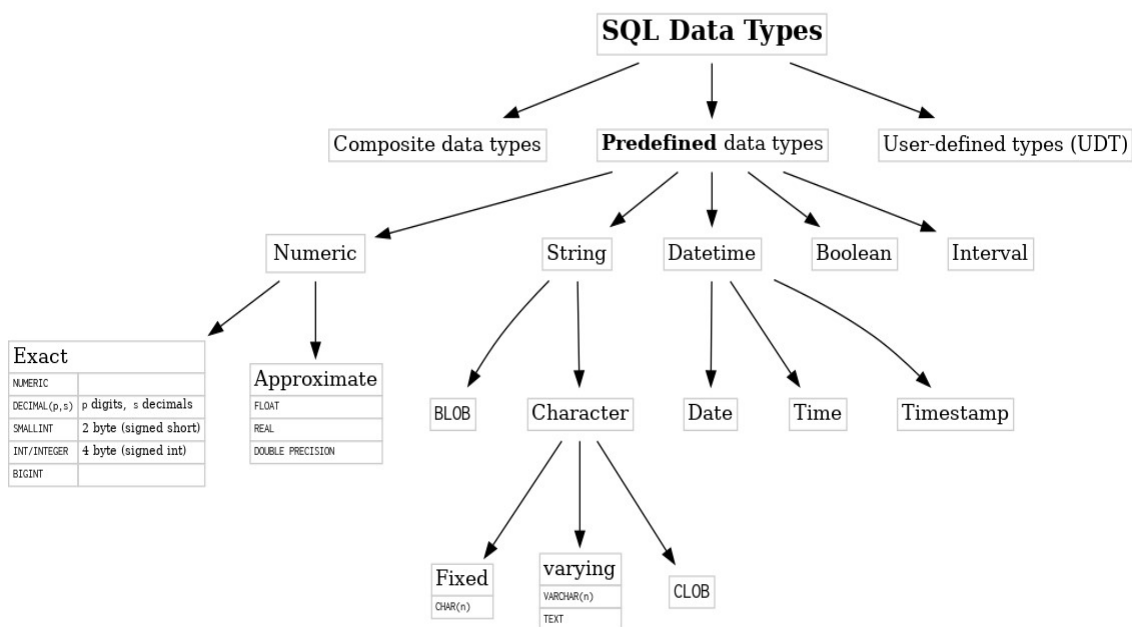 SQL Data Types
Composite data types
Predefined data types
User-defined types (UDT)
Numeric
String
Datetime
Boolean
Interval
Exact
NUMERIC
DECIMAL(p,s) p digits, s decimals
SMALLINT 2 byte (signed short)
INT/INTEGER 4 byte (signed int)
BIGINT
Approximate
FLOAT
REAL
DOUBLE PRECISION
BLOB
Character
Date
Time
Timestamp
Fixed
CHAR(n)
varying
VARCHAR(n)
TEXT
CLOB